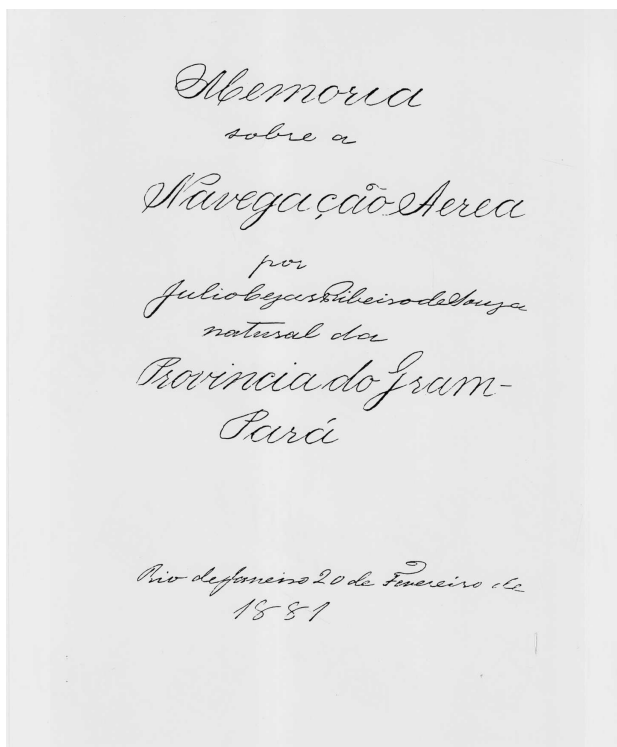 Memoria
sobre a
Navegação Aerea
por
Julio Cezar Ribeiro de Souza
natural da
Provincia do Gram-
Pará
Rio de Janeiro 20 de Fevereiro de
1881